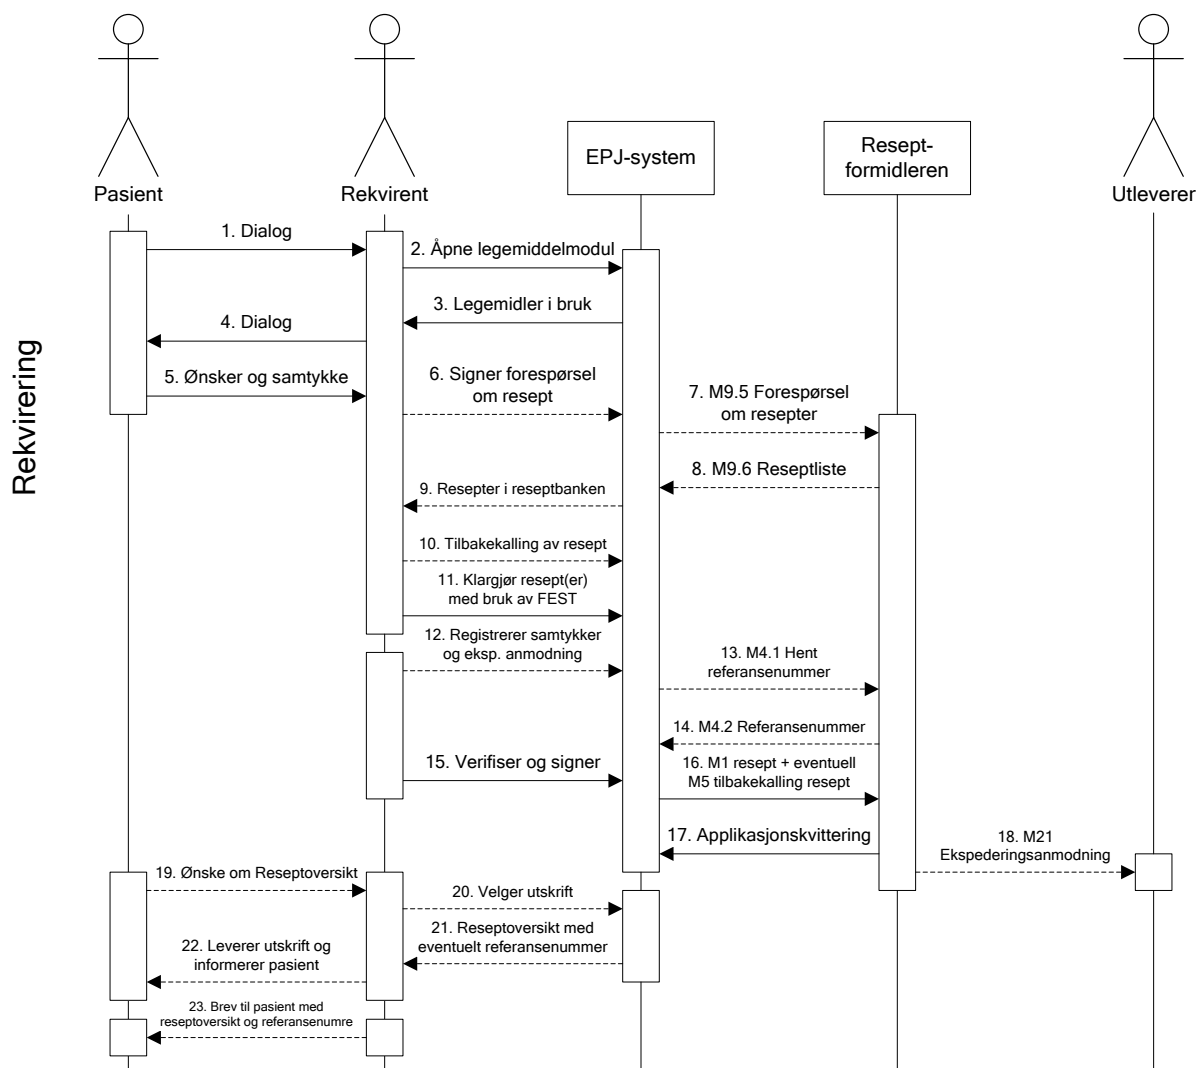 Pasient
Rekvirent
EPJ-system
Resept-
formidleren
Utleverer
Rekvirering
1. Dialog
2. Åpne legemiddelmodul
3. Legemidler i bruk
4. Dialog
5. Ønsker og samtykke
6. Signer forespørsel
om resept
7. M9.5 Forespørsel
om resepter
8. M9.6 Reseptliste
9. Resepter i reseptbanken
10. Tilbakekalling av resept
11. Klargjør resept(er)
med bruk av FEST
12. Registrerer samtykker
og eksp. anmodning
13. M4.1 Hent
referansenummer
14. M4.2 Referansenummer
15. Verifiser og signer
16. M1 resept + eventuell
M5 tilbakekalling resept
17. Applikasjonskvittering
18. M21
Ekspederingsanmodning
19. Ønske om Reseptoversikt
20. Velger utskrift
21. Reseptoversikt med
eventuelt referansenummer
22. Leverer utskrift og
informerer pasient
23. Brev til pasient med
reseptoversikt og referansenumre